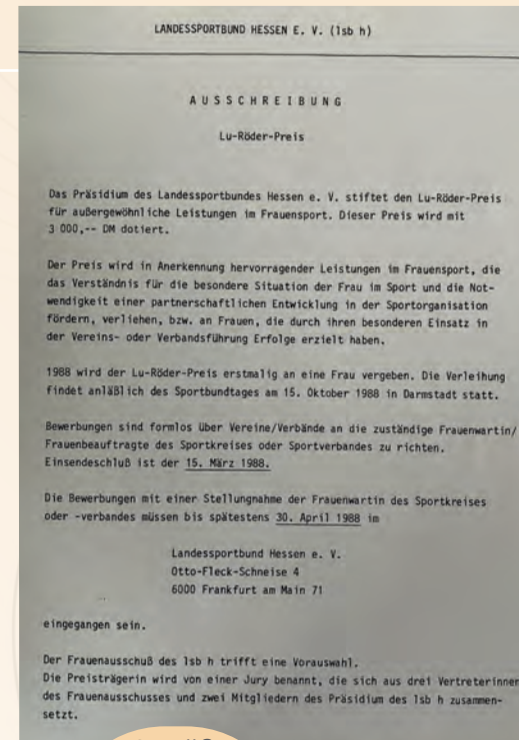 LANDESSPORTBUND HESSEN E. V. (lsb h)
A U S S C H R E I B U N G
Lu-Röder-Preis
Das Präsidium des Landessportbundes Hessen e. V. stiftet den Lu-Röder-Preis
für außergewöhnliche Leistungen im Frauensport. Dieser Preis wird mit
3 000,-- DM dotiert.
Der Preis wird in Anerkennung hervorragender Leistungen im Frauensport, die
das Verständnis für die besondere Situation der Frau im Sport und die Not-
wendigkeit einer partnerschaftlichen Entwicklung in der Sportorganisation
fördern, verliehen, bzw. an Frauen, die durch ihren besonderen Einsatz in
der Vereins- oder Verbandsführung Erfolge erzielt haben.
1988 wird der Lu-Röder-Preis erstmalig an eine Frau vergeben. Die Verleihung
findet anläßlich des Sportbundtages am 15. Oktober 1988 in Darmstadt statt.
Bewerbungen sind formlos über Vereine/Verbände an die zuständige Frauenwartin/
Frauenbeauftragte des Sportkreises oder Sportverbandes zu richten.
Einsendeschluß ist der 15. März 1988.
Die Bewerbungen mit einer Stellungnahme der Frauenwartin des Sportkreises
oder -verbandes müssen bis spätestens 30. April 1988 im
Landessportbund Hessen e. V.
Otto-Fleck-Schneise 4
6000 Frankfurt am Main 71
eingegangen sein.
Der Frauenausschuß des lsb h trifft eine Vorauswahl.
Die Preisträgerin wird von einer Jury benannt, die sich aus drei Vertreterinnen
des Frauenausschusses und zwei Mitgliedern des Präsidium des lsb h zusammen-
setzt.